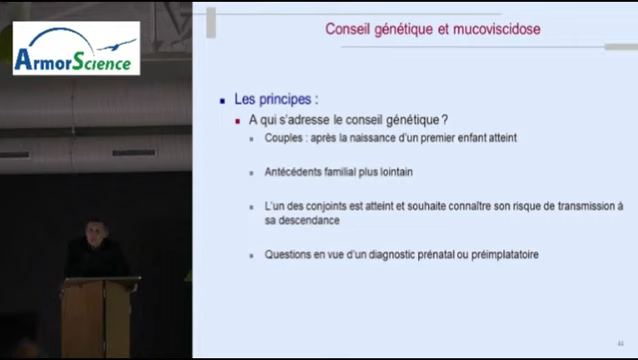 ArmorScience
Conseil génétique et mucoviscidose
Les principes :
A qui s'adresse le conseil génétique ?
Couples : après la naissance d'un premier enfant atteint
Antécédents familial plus lointain
L'un des conjoints est atteint et souhaite connaître son risque de transmission à
sa descendance
Questions en vue d'un diagnostic prénatal ou préimplatatoire